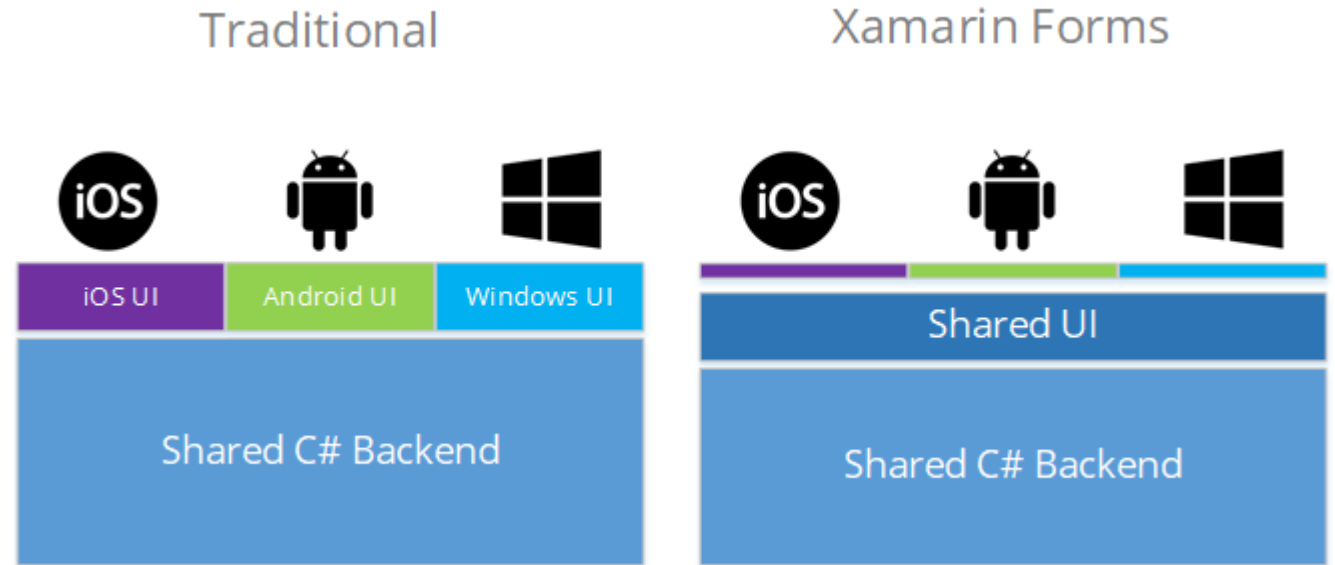 Traditional
iOS
iOS UI
Android UI
Windows UI
Shared C# Backend
Xamarin Forms
iOS
Shared UI
Shared C# Backend